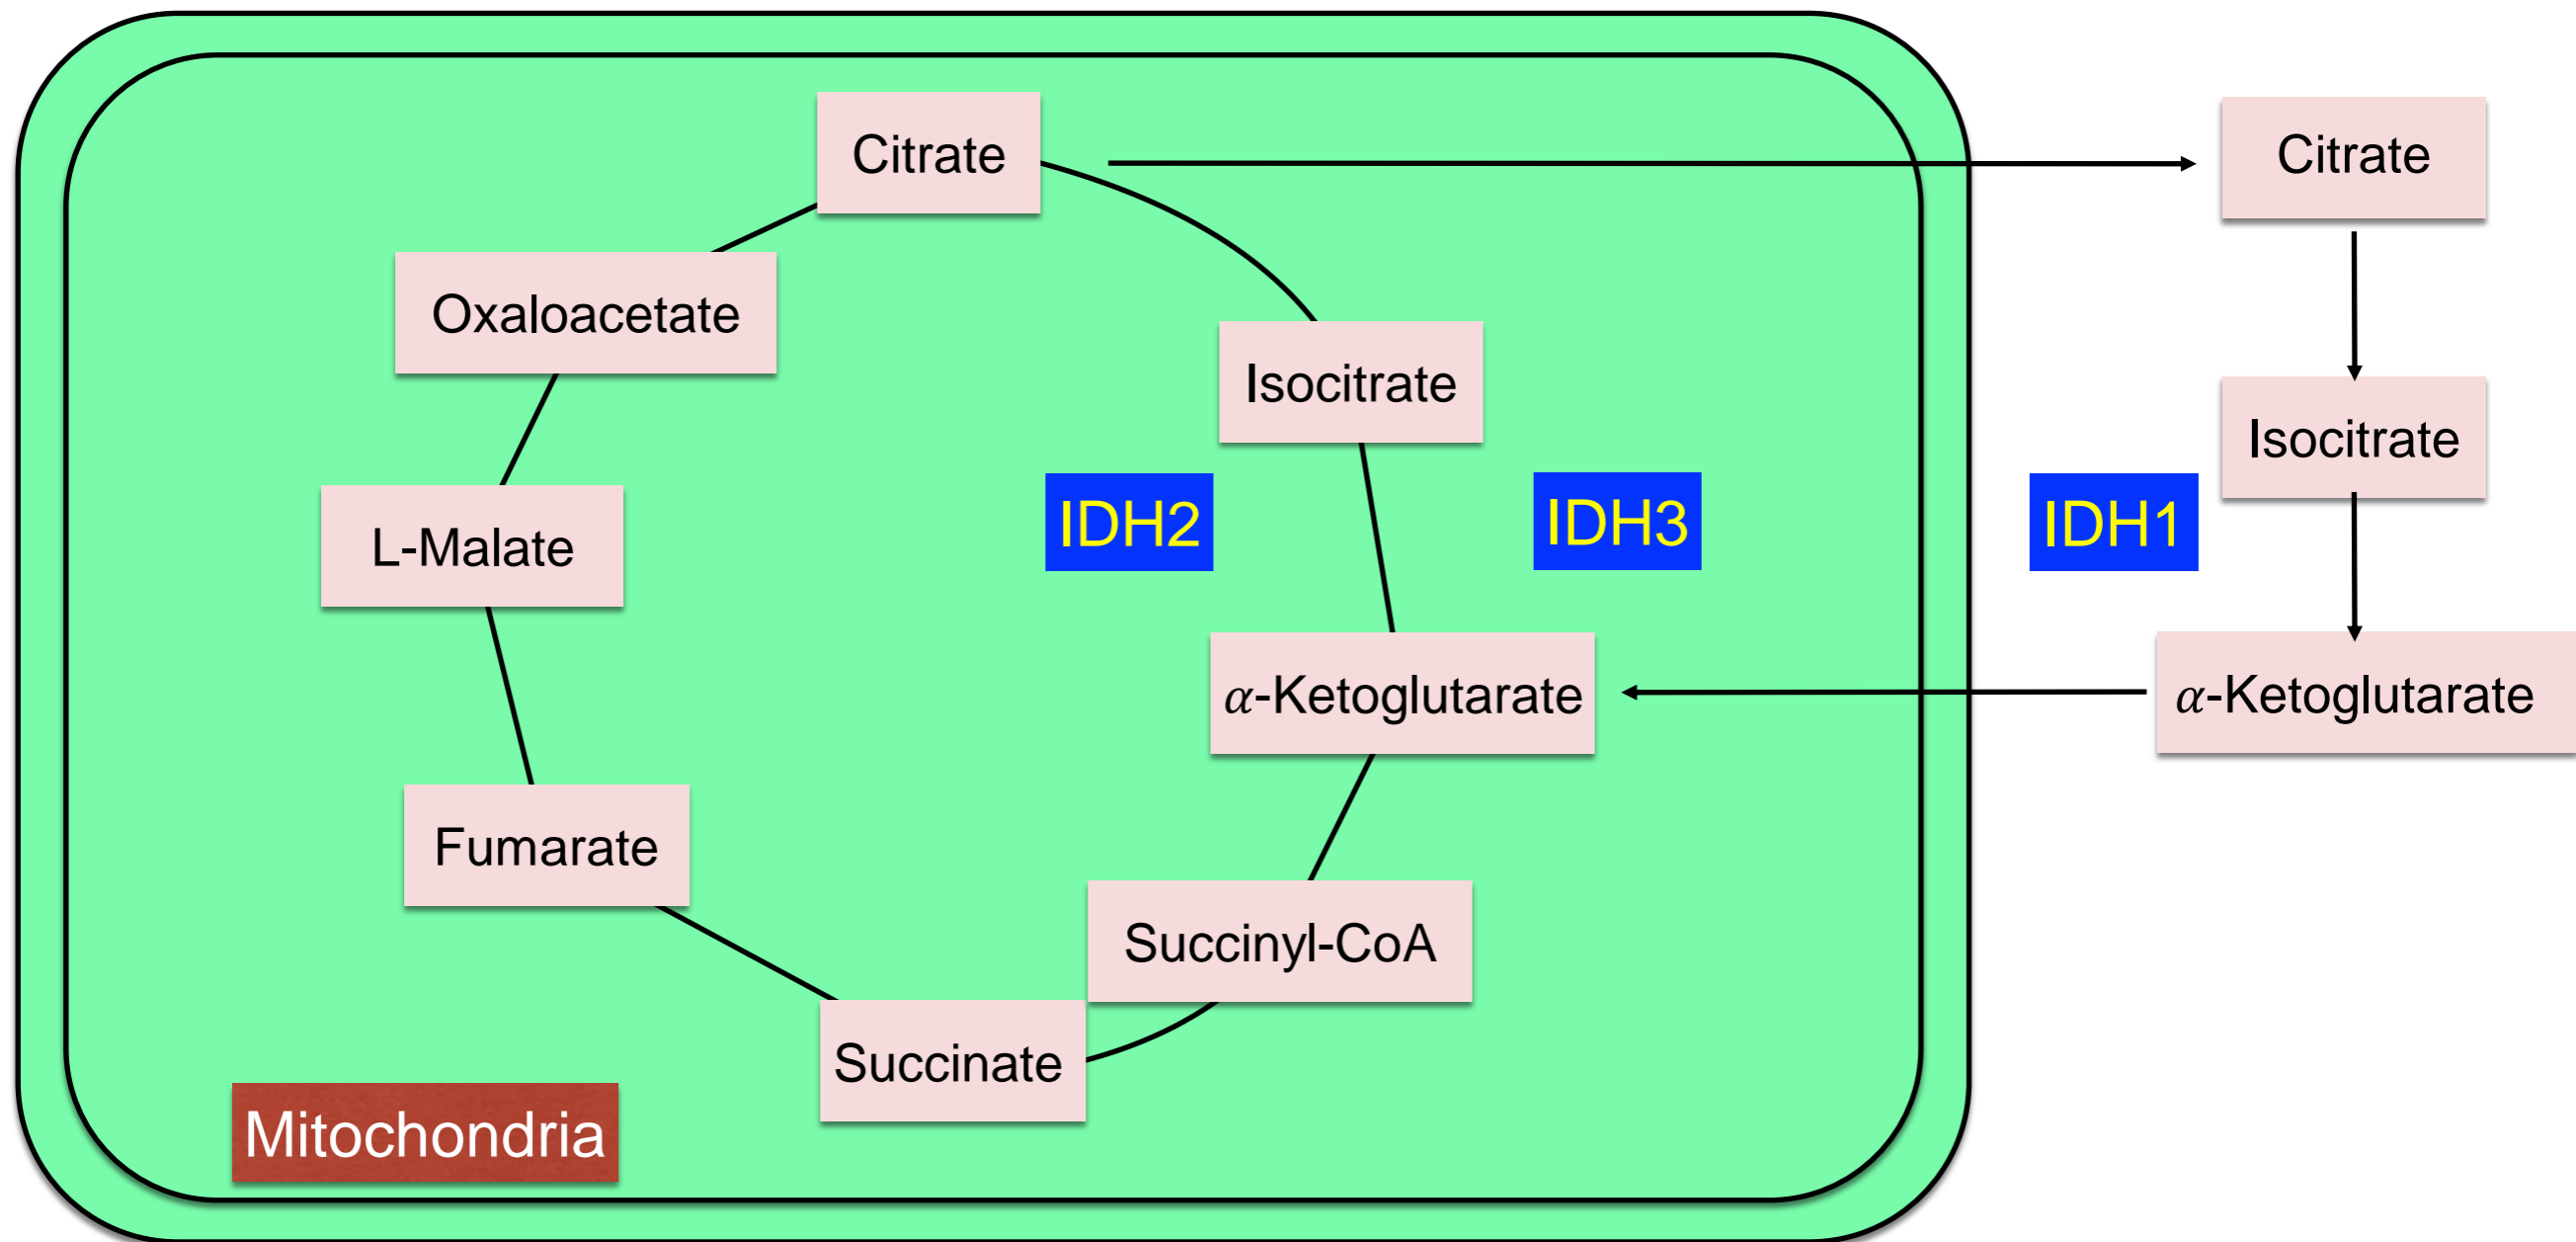 Citrate
Citrate
Oxaloacetate
Isocitrate
Isocitrate
IDH2
IDH3
IDH1
L-Malate
α-Ketoglutarate
α-Ketoglutarate
Fumarate
Succinyl-CoA
Succinate
Mitochondria